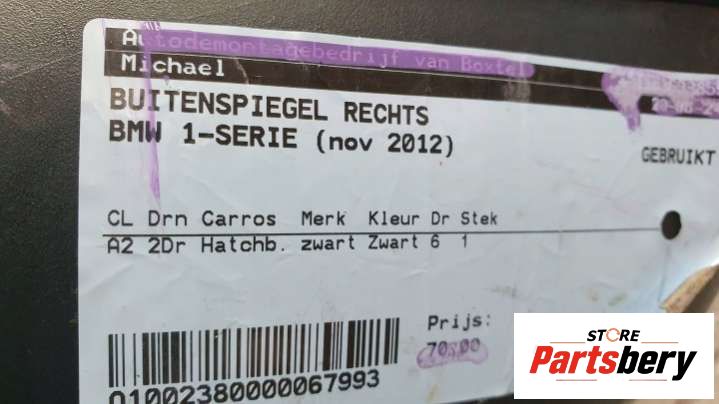 Autodemontagebedrijf van Boxtel
Michael
BUITENSPIEGEL RECHTS
BMW 1-SERIE (nov 2012)
GEBRUIKT
CL Drn Carros Merk Kleur Dr Stek
A2 2Dr Hatchb. zwart Zwart 6 1
Prijs:
70,00
01002380000067993
STORE
Partsbery